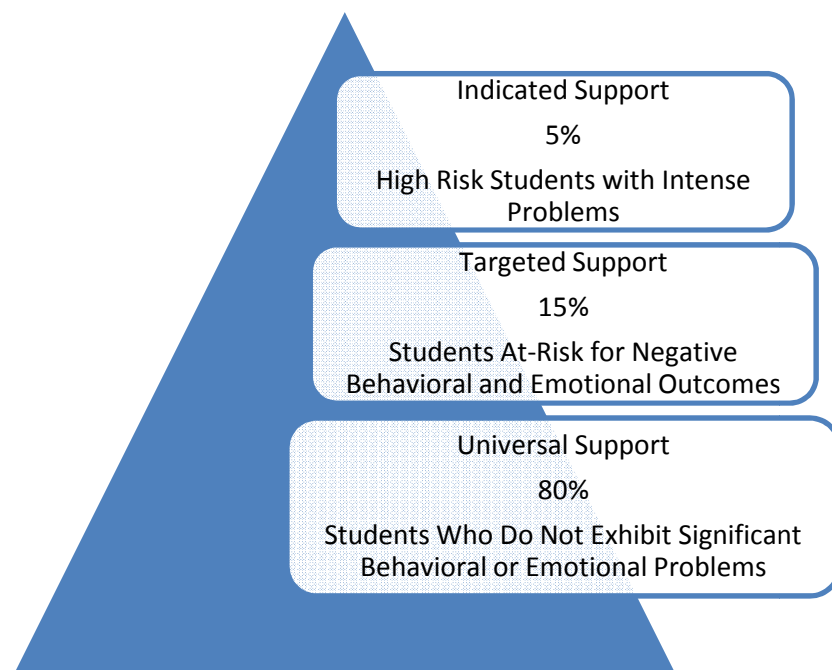 Indicated Support
5%
High Risk Students with Intense
Problems
Targeted Support
15%
Students At-Risk for Negative
Behavioral and Emotional Outcomes
Universal Support
80%
Students Who Do Not Exhibit Significant
Behavioral or Emotional Problems